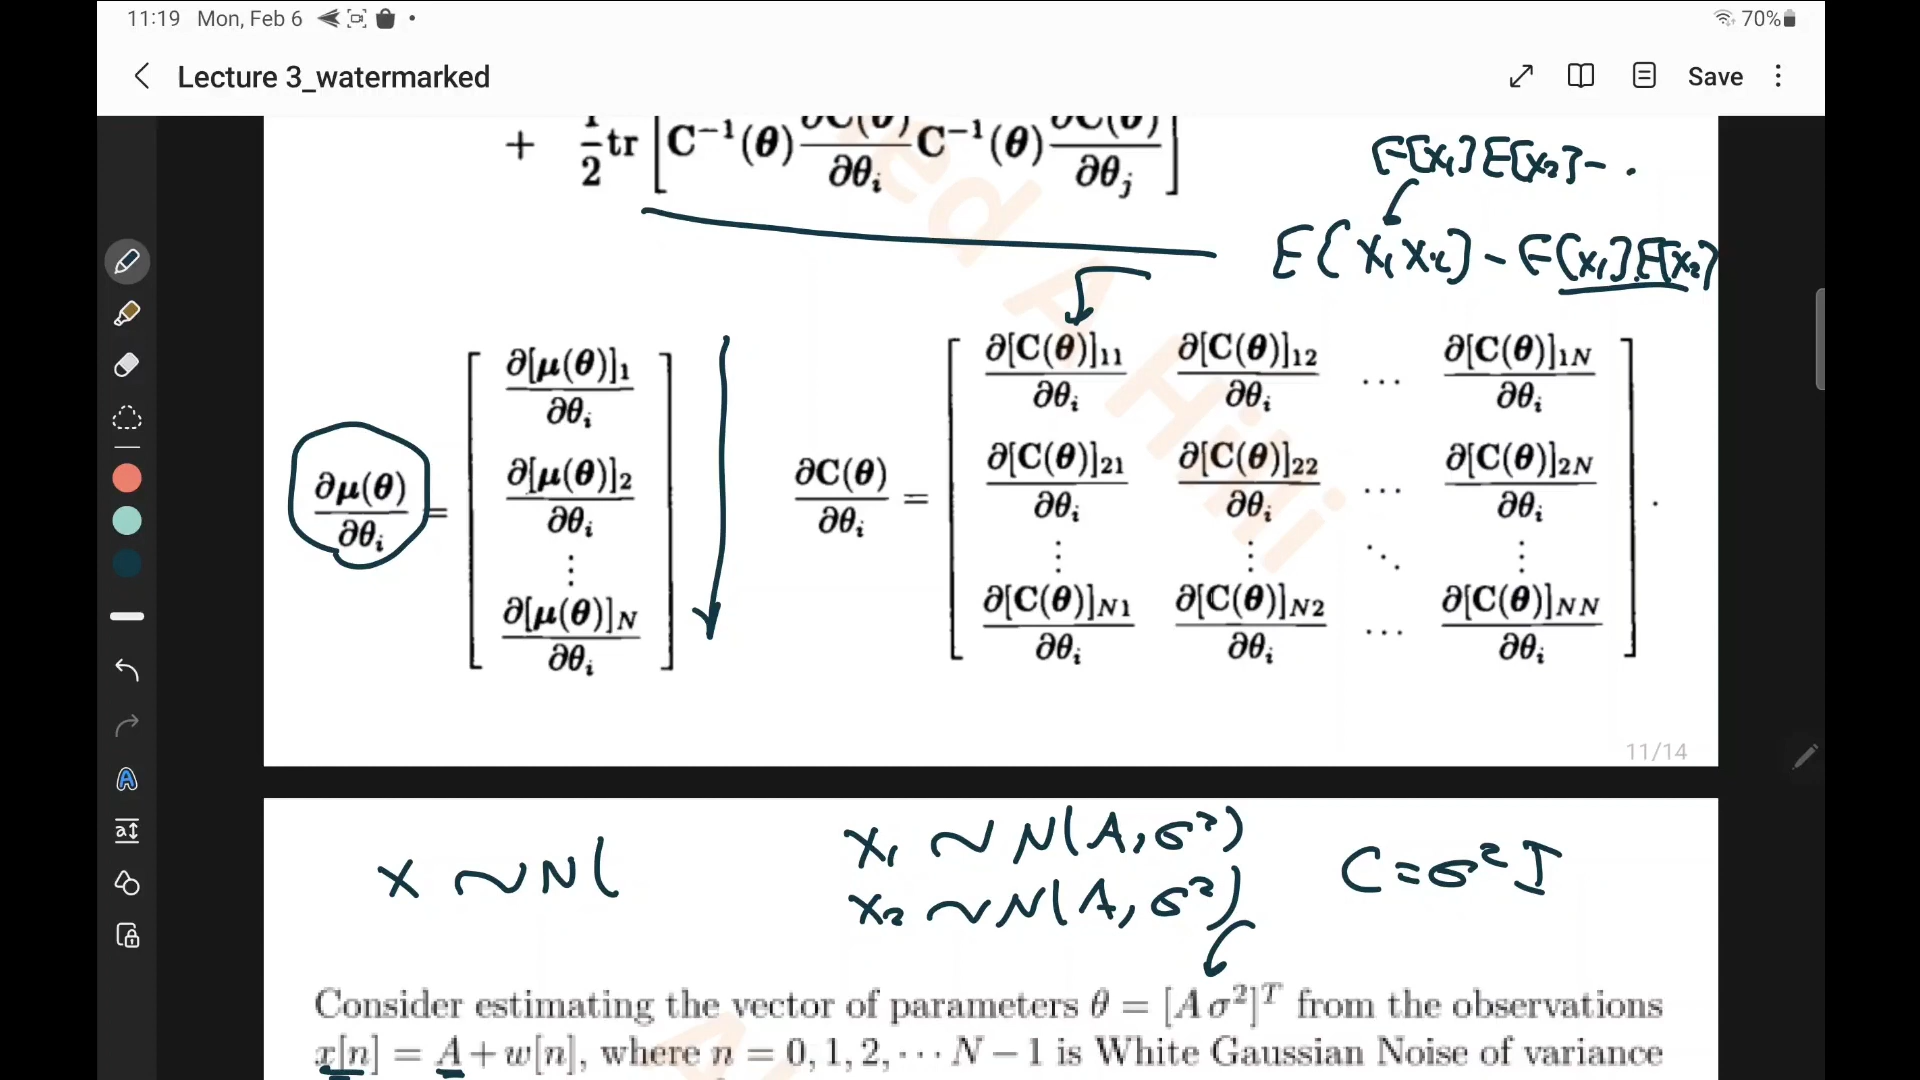 11:19 Mon, Feb 6
70%
Lecture 3_watermarked
Save
+ 1/2 tr [C⁻¹(θ) ∂C(θ)/∂θᵢ C⁻¹(θ) ∂C(θ)/∂θⱼ]
E[x₁]E[x₂] - .
E[x₁x₂] - E[x₁]E[x₂]
∂μ(θ)/∂θᵢ = [ ∂[μ(θ)]₁/∂θᵢ
∂[μ(θ)]₂/∂θᵢ
⋮
∂[μ(θ)]N/∂θᵢ ]
∂C(θ)/∂θᵢ = [ ∂[C(θ)]₁₁/∂θᵢ ∂[C(θ)]₁₂/∂θᵢ ⋯ ∂[C(θ)]₁N/∂θᵢ
∂[C(θ)]₂₁/∂θᵢ ∂[C(θ)]₂₂/∂θᵢ ⋯ ∂[C(θ)]₂N/∂θᵢ
⋮ ⋮ ⋱ ⋮
∂[C(θ)]N1/∂θᵢ ∂[C(θ)]N2/∂θᵢ ⋯ ∂[C(θ)]NN/∂θᵢ ] .
11/14
x ~ N(
x₁ ~ N(A, σ²)
x₂ ~ N(A, σ²)
C = σ² I
Consider estimating the vector of parameters θ = [A σ²]ᵀ from the observations
x[n] = A + w[n], where n = 0, 1, 2, ⋯ N − 1 is White Gaussian Noise of variance